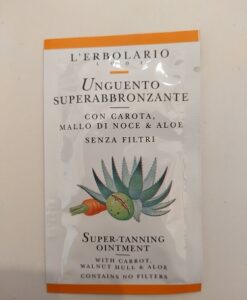 L'ERBOLARIO
LODI
UNGUENTO
SUPERABBRONZANTE
CON CAROTA,
MALLO DI NOCE & ALOE
SENZA FILTRI
SUPER-TANNING
OINTMENT
WITH CARROT,
WALNUT HULL & ALOE
CONTAINS NO FILTERS